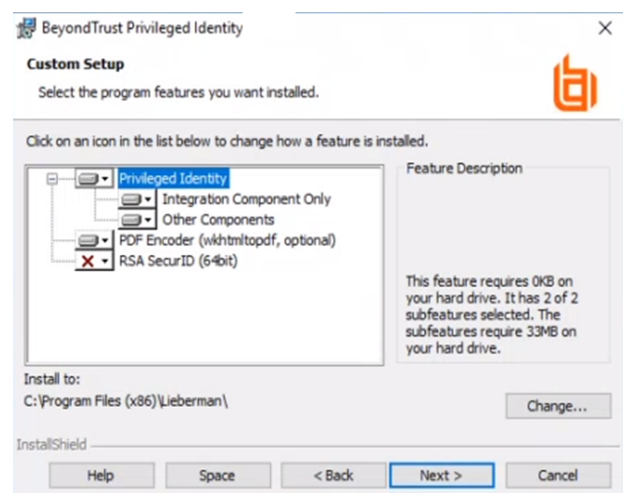 BeyondTrust Privileged Identity
Custom Setup
Select the program features you want installed.
Click on an icon in the list below to change how a feature is installed.
Privileged Identity
Integration Component Only
Other Components
PDF Encoder (wkhtmltopdf, optional)
RSA SecurID (64bit)
Feature Description
This feature requires 0KB on
your hard drive. It has 2 of 2
subfeatures selected. The
subfeatures require 33MB on
your hard drive.
Install to:
C:\Program Files (x86)\Lieberman\
Change...
InstallShield
Help
Space
< Back
Next >
Cancel